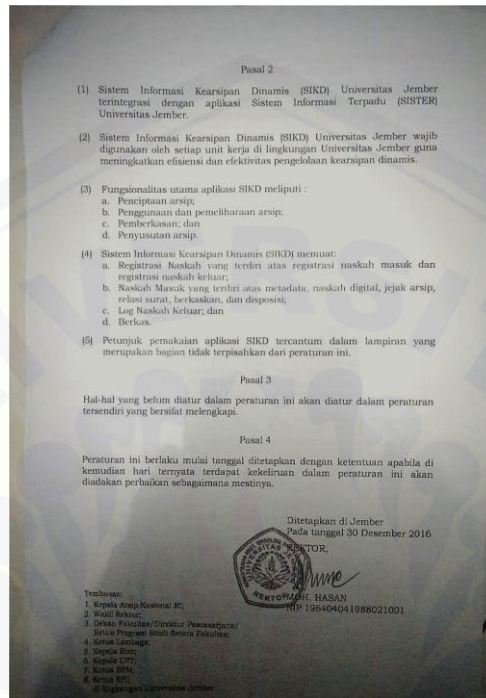 Pasal 2
(1) Sistem Informasi Kearsipan Dinamis (SIKD) Universitas Jember
terintegrasi dengan aplikasi Sistem Informasi Terpadu (SISTER)
Universitas Jember.
(2) Sistem Informasi Kearsipan Dinamis (SIKD) Universitas Jember wajib
digunakan oleh setiap unit kerja di lingkungan Universitas Jember guna
meningkatkan efisiensi dan efektivitas pengelolaan kearsipan dinamis.
(3) Fungsionalitas utama aplikasi SIKD meliputi :
a. Penciptaan arsip;
b. Penggunaan dan pemeliharaan arsip;
c. Pemberkasan; dan
d. Penyusutan arsip.
(4) Sistem Informasi Kearsipan Dinamis (SIKD) memuat:
a. Registrasi Naskah yang terdiri atas registrasi naskah masuk dan
registrasi naskah keluar;
b. Naskah Masuk yang terdiri atas metadata, naskah digital, jejak arsip,
relasi surat, berkaskan, dan disposisi;
c. Log Naskah Keluar; dan
d. Berkas.
(5) Petunjuk pemakaian aplikasi SIKD tercantum dalam lampiran yang
merupakan bagian tidak terpisahkan dari peraturan ini.
Pasal 3
Hal-hal yang belum diatur dalam peraturan ini akan diatur dalam peraturan
tersendiri yang bersifat melengkapi.
Pasal 4
Peraturan ini berlaku mulai tanggal ditetapkan dengan ketentuan apabila di
kemudian hari ternyata terdapat kekeliruan dalam peraturan ini akan
diadakan perbaikan sebagaimana mestinya.
Ditetapkan di Jember
Pada tanggal 30 Desember 2016
REKTOR,
MOH. HASAN
NIP 196404041988021001
Tembusan:
1. Kepala Arsip Nasional RI;
2. Wakil Rektor;
3. Dekan Fakultas/Direktur Pascasarjana/
Ketua Program Studi Setara Fakultas;
4. Ketua Lembaga;
5. Kepala Biro;
6. Kepala UPT;
7. Ketua BPM;
8. Ketua SPI;
di lingkungan Universitas Jember